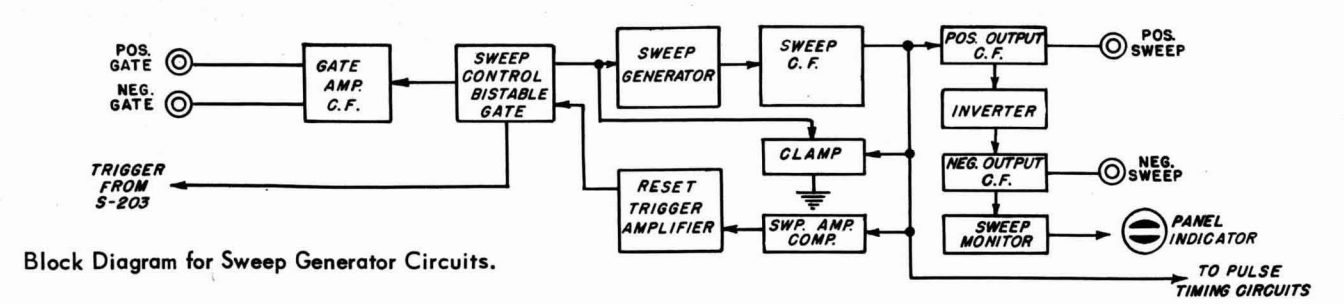 POS.
GATE
NEG.
GATE
GATE
AMP.
C.F.
SWEEP
CONTROL
BISTABLE
GATE
SWEEP
GENERATOR
SWEEP
C.F.
POS. OUTPUT
C.F.
POS.
SWEEP
INVERTER
CLAMP
NEG. OUTPUT
C.F.
NEG.
SWEEP
TRIGGER
FROM
S-203
RESET
TRIGGER
AMPLIFIER
SWP. AMP.
COMP.
SWEEP
MONITOR
PANEL
INDICATOR
TO PULSE
TIMING CIRCUITS
Block Diagram for Sweep Generator Circuits.